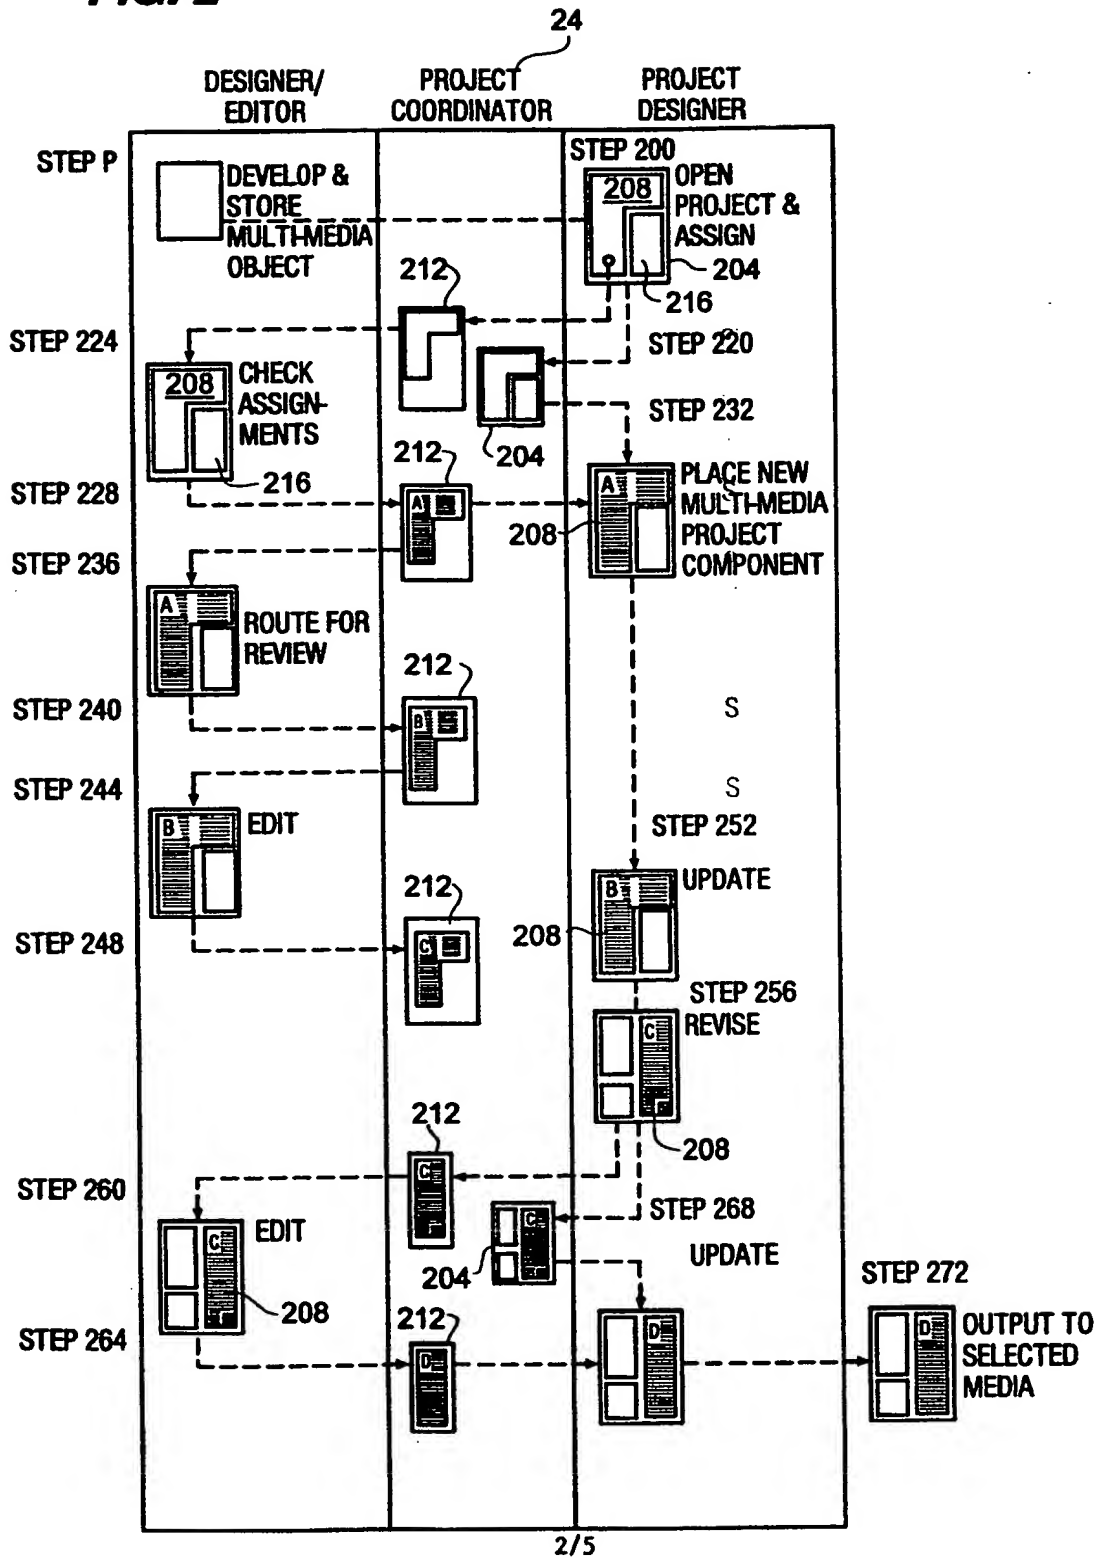 FIG. 2
24
DESIGNER/
EDITOR
PROJECT
COORDINATOR
PROJECT
DESIGNER
STEP P
DEVELOP &
STORE
MULTI-MEDIA
OBJECT
STEP 200
208
OPEN
PROJECT &
ASSIGN
204
216
212
STEP 224
STEP 220
208
CHECK
ASSIGN-
MENTS
216
STEP 232
204
212
STEP 228
A
A
208
PLACE NEW
MULTI-MEDIA
PROJECT
COMPONENT
STEP 236
A
ROUTE FOR
REVIEW
212
STEP 240
B
S
STEP 244
S
B
EDIT
STEP 252
B
UPDATE
208
212
STEP 248
C
STEP 256
REVISE
C
208
212
C
STEP 260
STEP 268
C
EDIT
208
C
204
UPDATE
STEP 272
STEP 264
212
D
D
D
OUTPUT TO
SELECTED
MEDIA
2/5